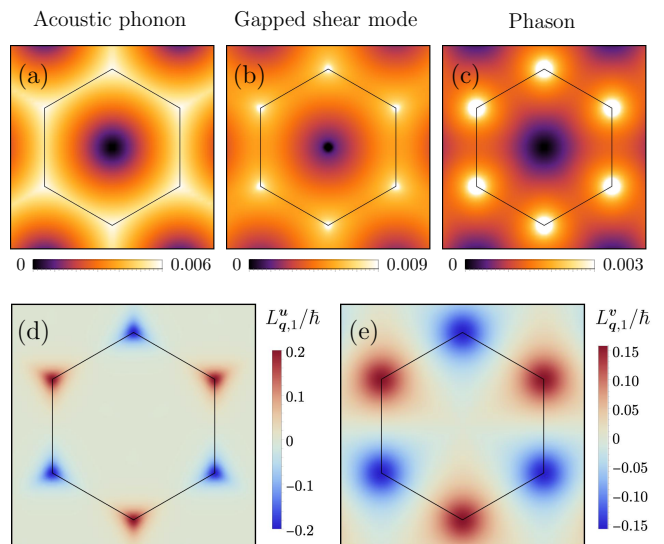 Acoustic phonon
Gapped shear mode
Phason
(a)
(b)
(c)
0 0.006
0 0.009
0 0.003
(d)
L^u_{q,1}/ħ
0.2
0.1
0
−0.1
−0.2
(e)
L^v_{q,1}/ħ
0.15
0.10
0.05
0
−0.05
−0.10
−0.15